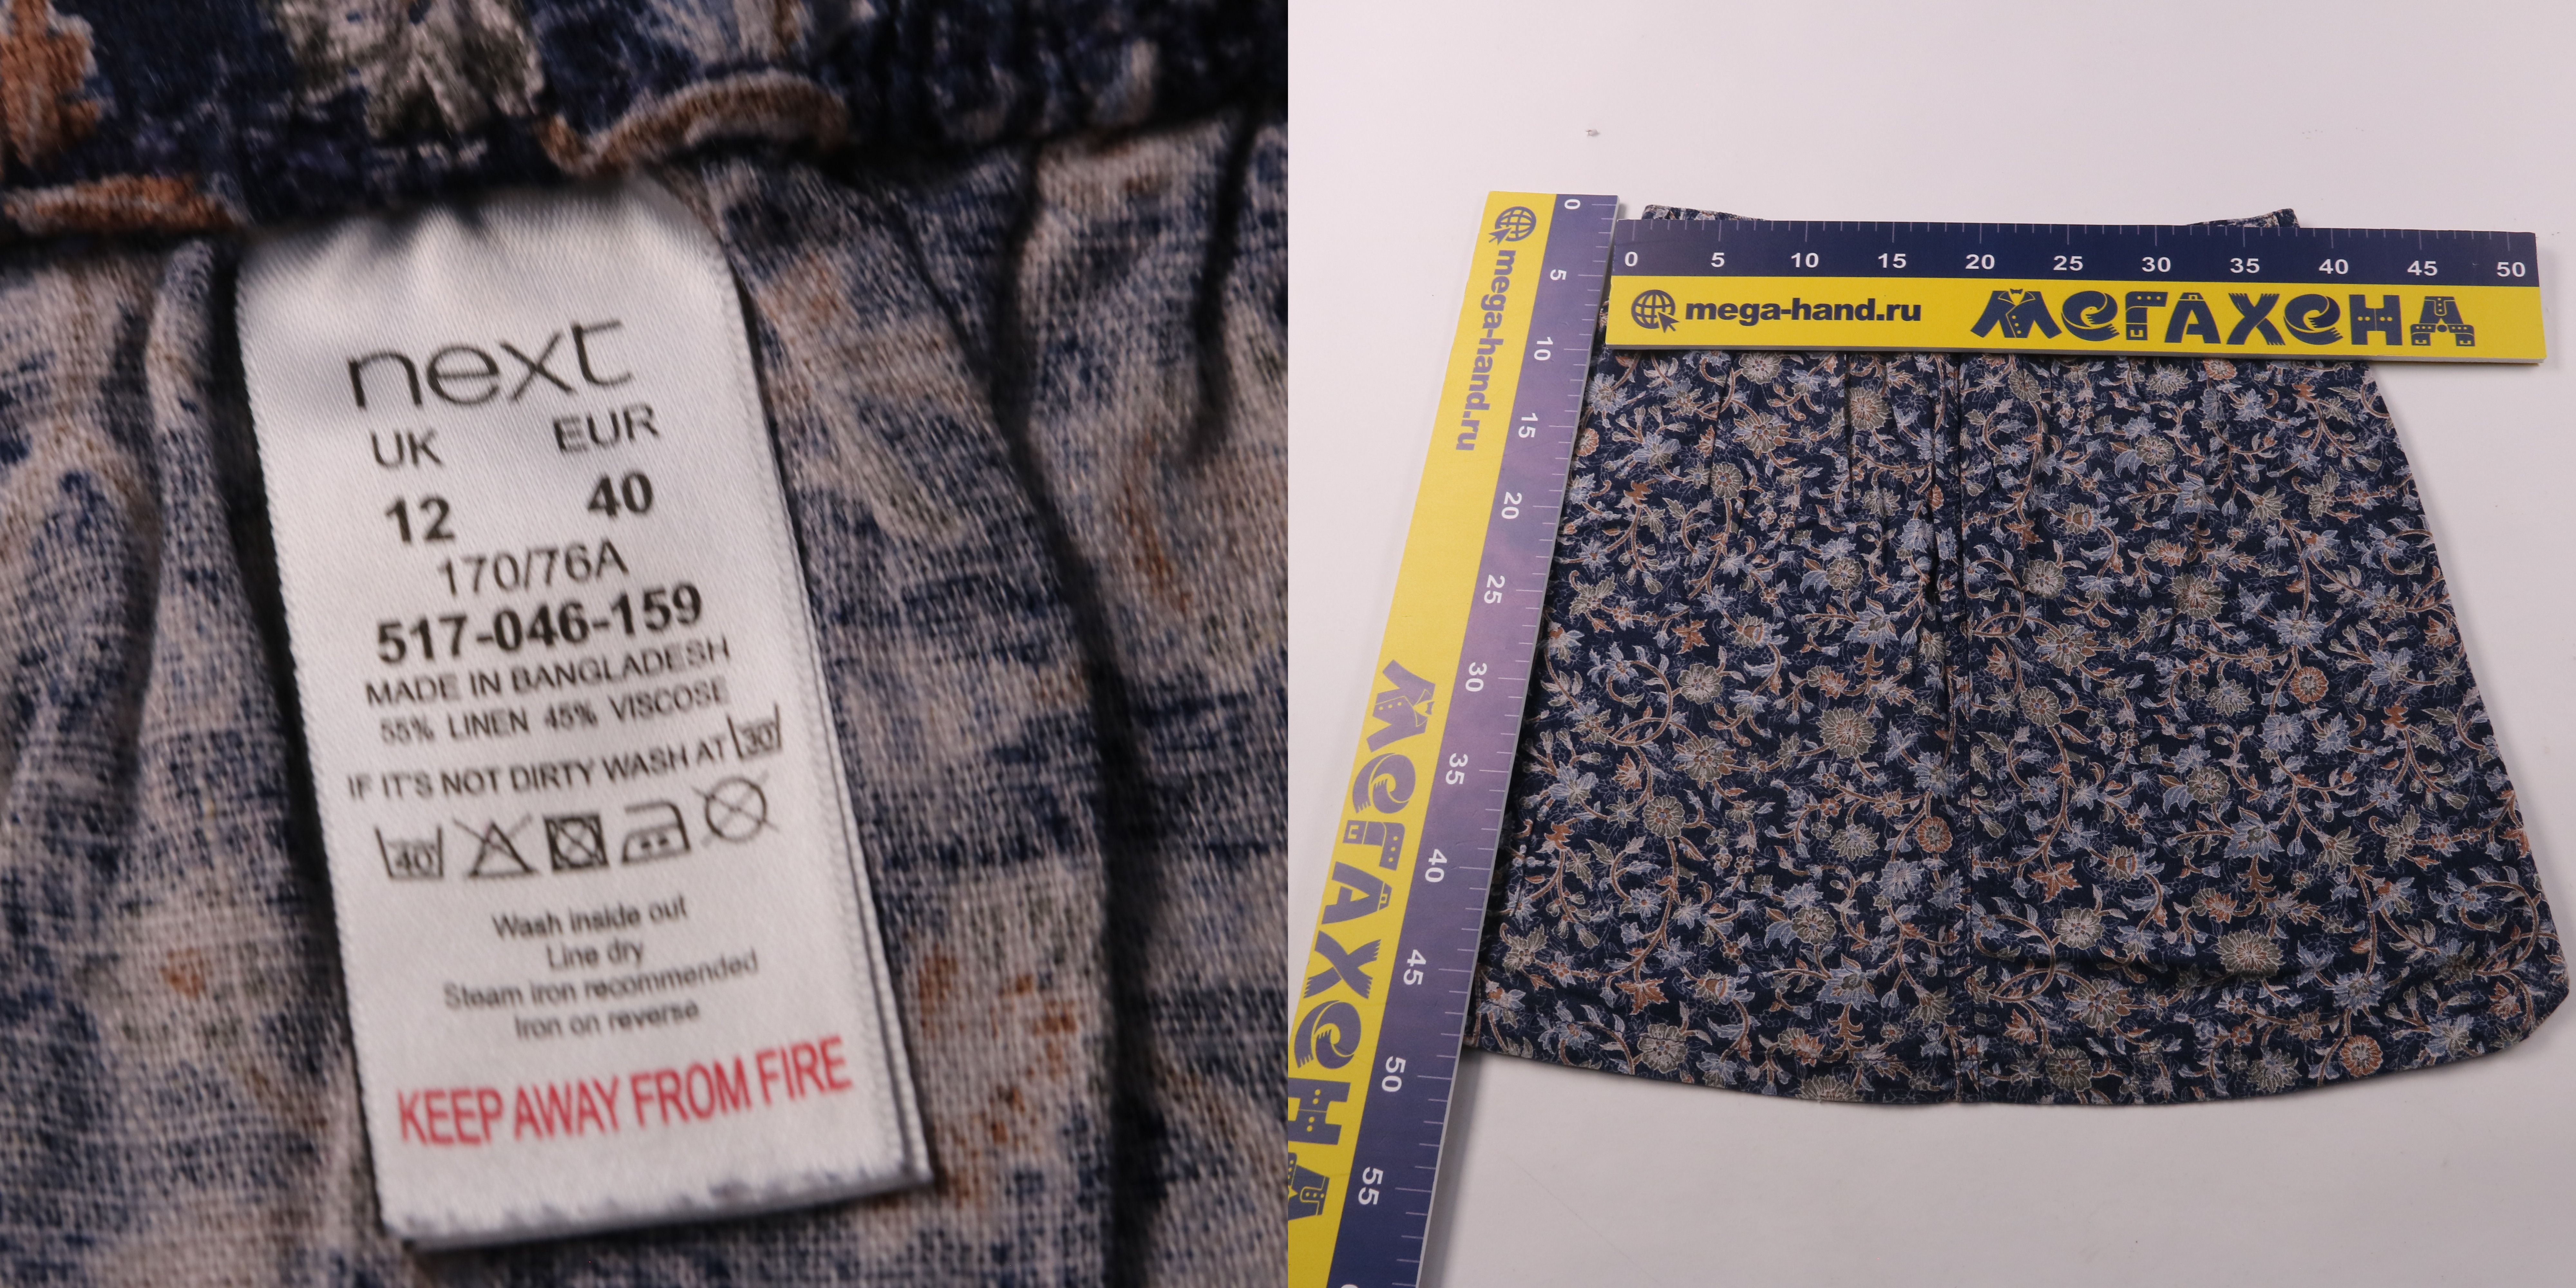 next
UK EUR
12 40
170/76A
517-046-159
MADE IN BANGLADESH
55% LINEN 45% VISCOSE
IF IT'S NOT DIRTY WASH AT 30
40
Wash inside out
Line dry
Steam iron recommended
Iron on reverse
KEEP AWAY FROM FIRE
0 5 10 15 20 25 30 35 40 45 50
mega-hand.ru МЕГАХЕНД
0 5 10 15 20 25 30 35 40 45 50 55
mega-hand.ru МЕГАХЕНД